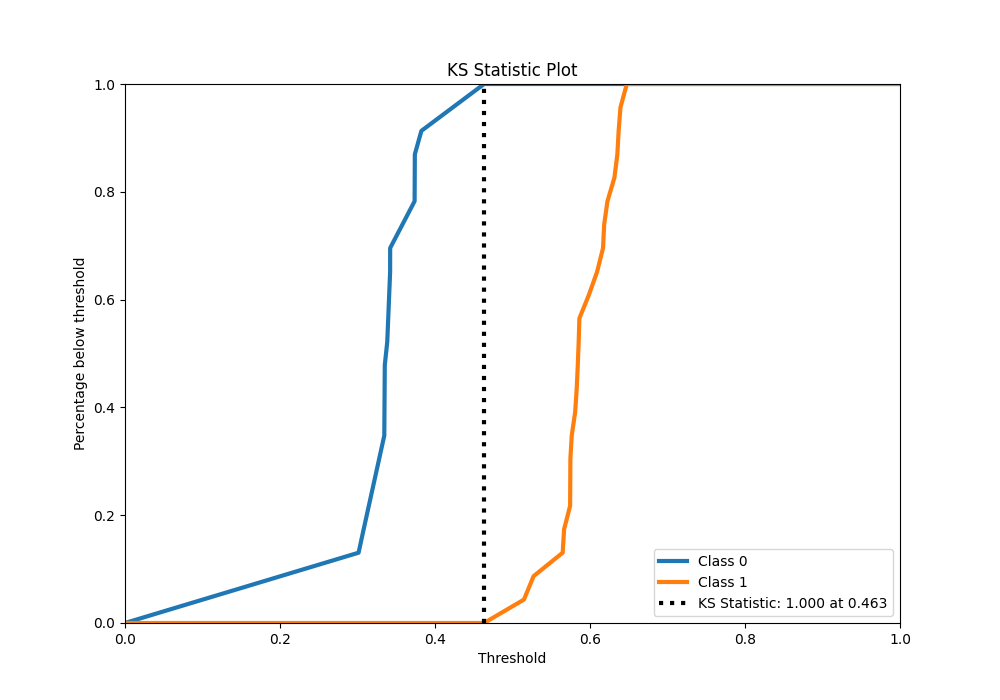 KS Statistic Plot
Percentage below threshold
1.0
0.8
0.6
0.4
0.2
0.0
0.0 0.2 0.4 0.6 0.8 1.0
Threshold
Class 0
Class 1
KS Statistic: 1.000 at 0.463